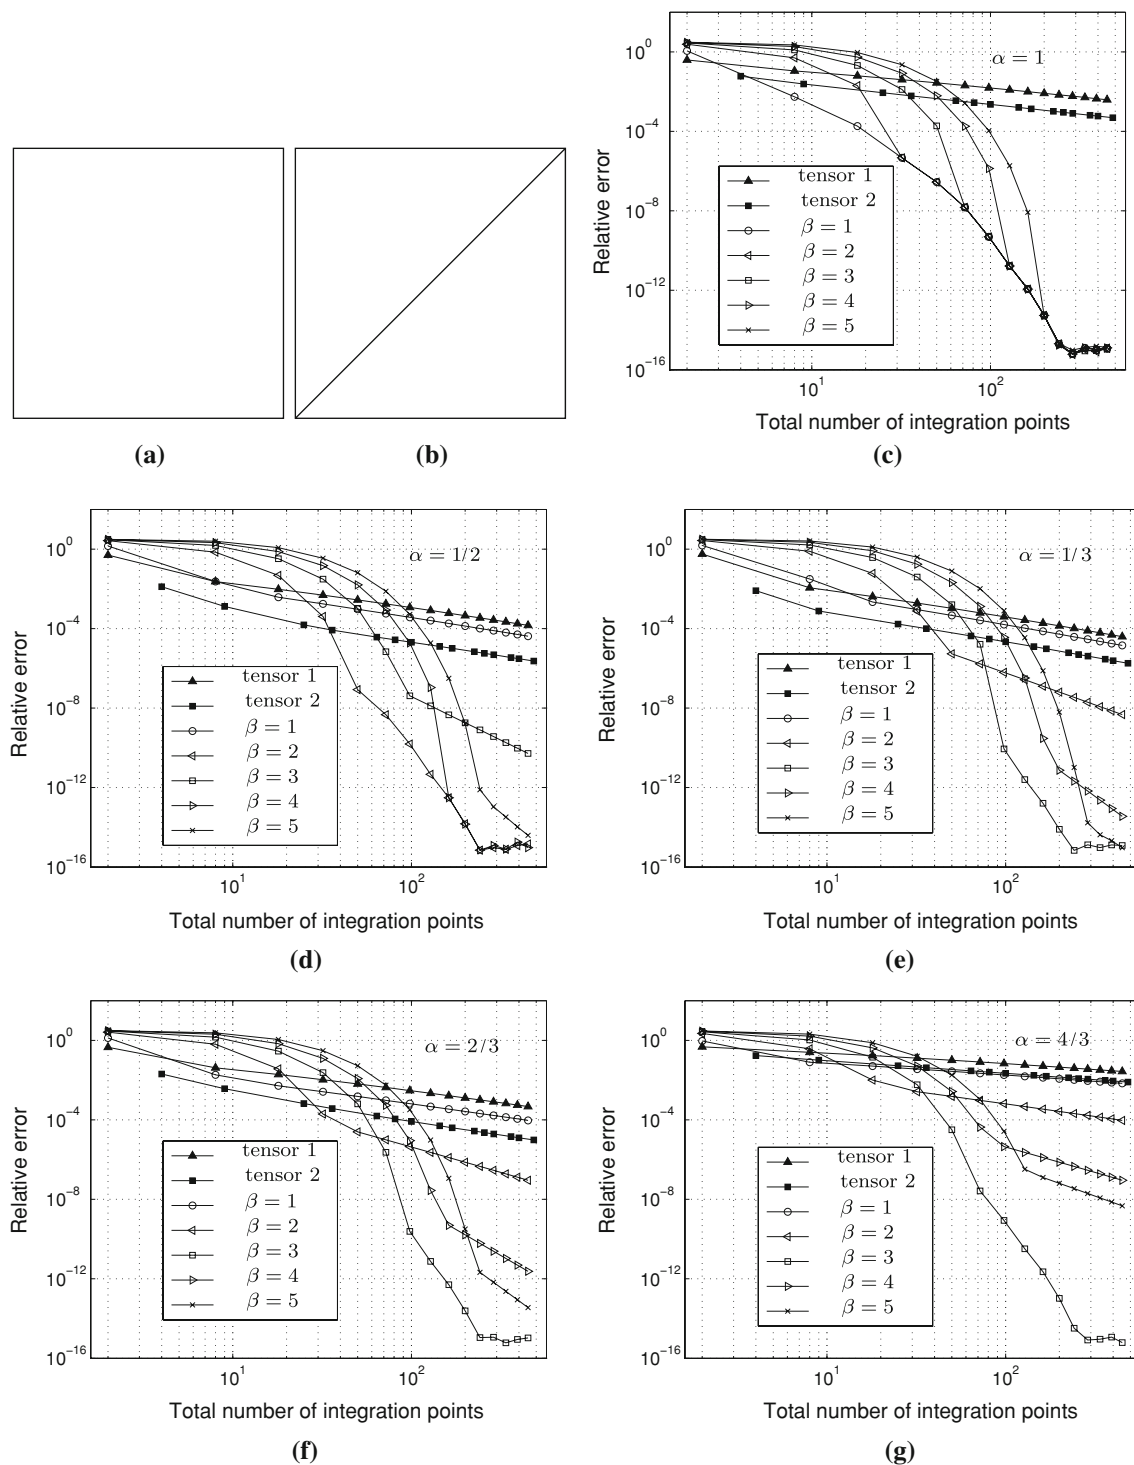 (a)
(b)
10^0
10^-4
10^-8
10^-12
10^-16
Relative error
α = 1
tensor 1
tensor 2
β = 1
β = 2
β = 3
β = 4
β = 5
10^1
10^2
Total number of integration points
(c)
10^0
10^-4
10^-8
10^-12
10^-16
Relative error
α = 1/2
tensor 1
tensor 2
β = 1
β = 2
β = 3
β = 4
β = 5
10^1
10^2
Total number of integration points
(d)
10^0
10^-4
10^-8
10^-12
10^-16
Relative error
α = 1/3
tensor 1
tensor 2
β = 1
β = 2
β = 3
β = 4
β = 5
10^1
10^2
Total number of integration points
(e)
10^0
10^-4
10^-8
10^-12
10^-16
Relative error
α = 2/3
tensor 1
tensor 2
β = 1
β = 2
β = 3
β = 4
β = 5
10^1
10^2
Total number of integration points
(f)
10^0
10^-4
10^-8
10^-12
10^-16
Relative error
α = 4/3
tensor 1
tensor 2
β = 1
β = 2
β = 3
β = 4
β = 5
10^1
10^2
Total number of integration points
(g)